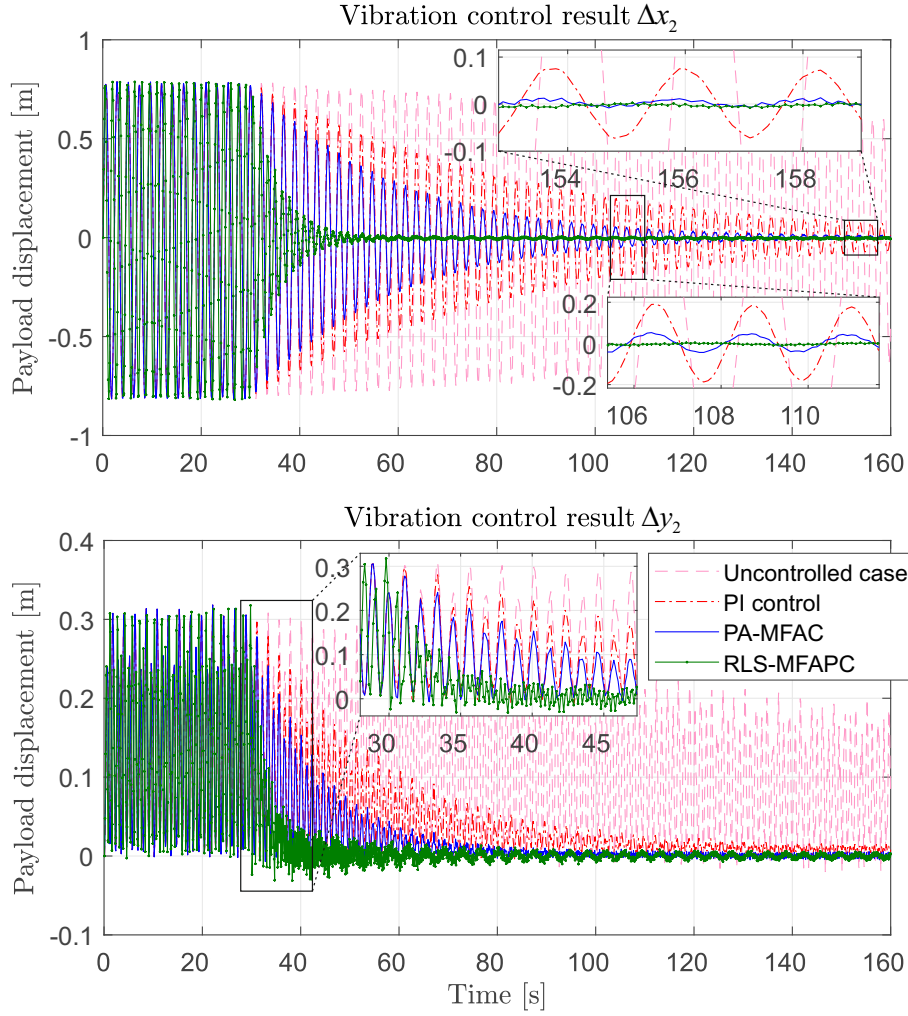 Vibration control result Δx₂
Payload displacement [m]
1
0.5
0
-0.5
-1
0 20 40 60 80 100 120 140 160
0.1
0
-0.1
154 156 158
0.2
0
-0.2
106 108 110
Vibration control result Δy₂
Payload displacement [m]
0.4
0.3
0.2
0.1
0
-0.1
0 20 40 60 80 100 120 140 160
Time [s]
0.3
0.2
0.1
0
30 35 40 45
Uncontrolled case
PI control
PA-MFAC
RLS-MFAPC